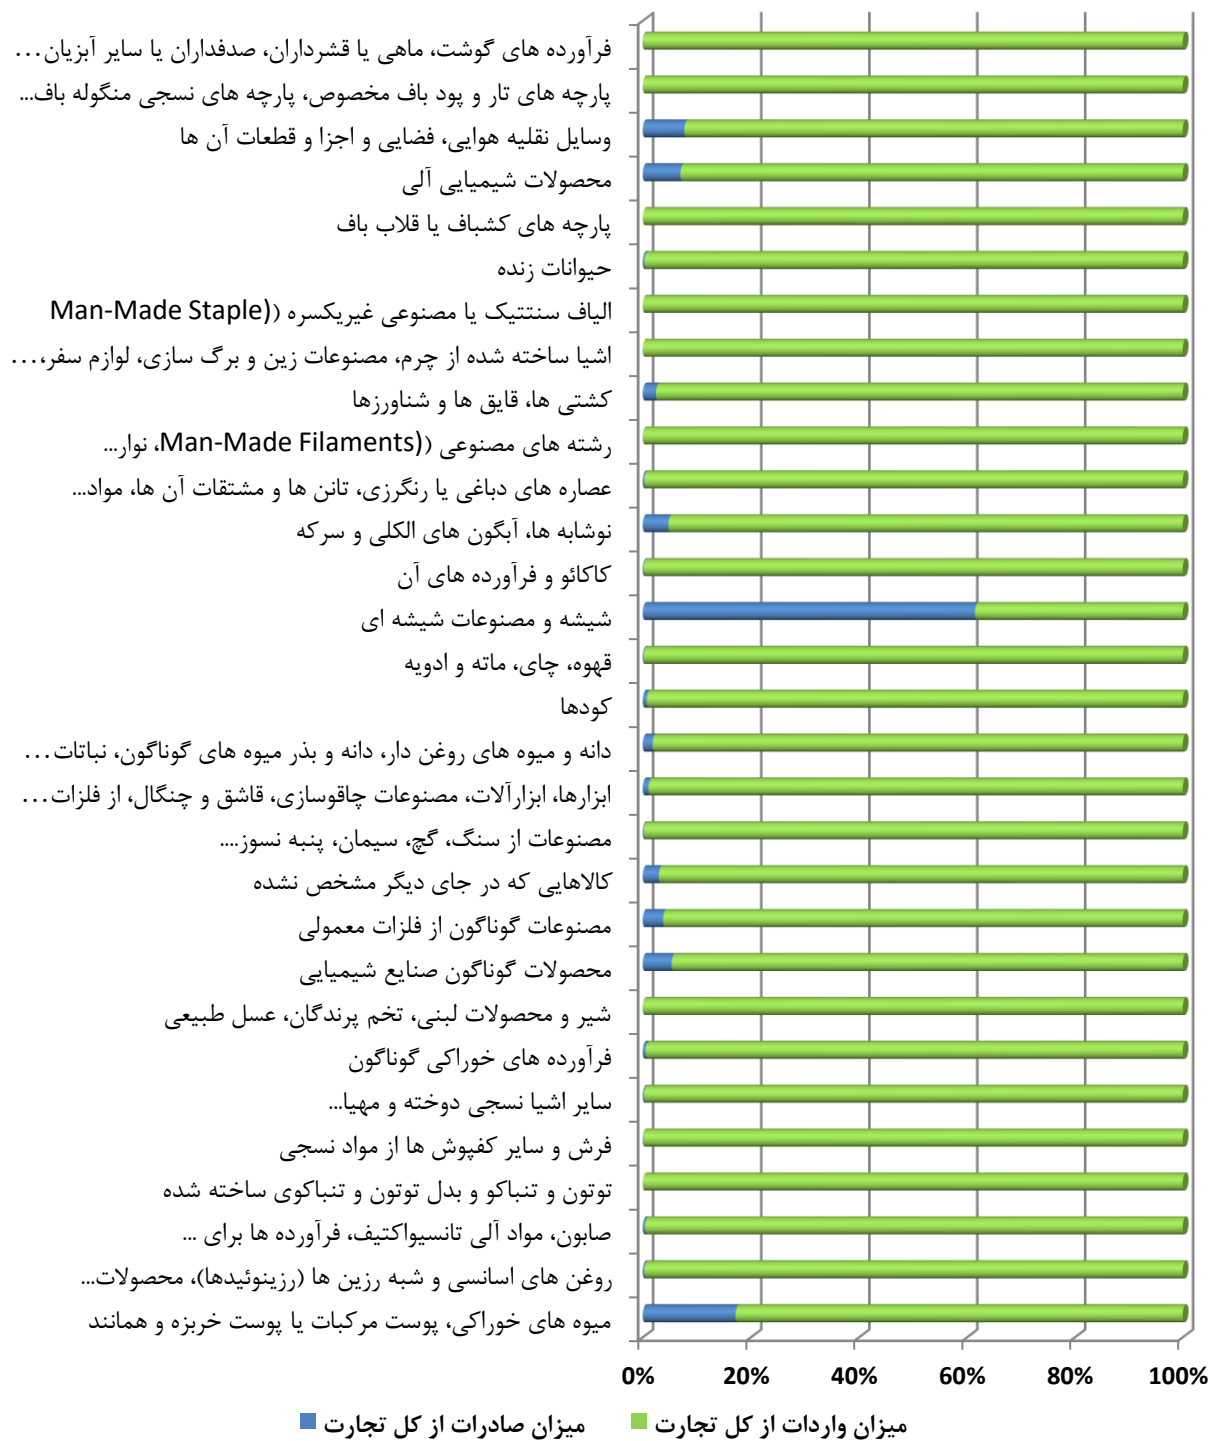 فرآورده های گوشت، ماهی یا قشرداران، صدفداران یا سایر آبزیان...
پارچه های تار و پود باف مخصوص، پارچه های نسجی منگوله باف...
وسایل نقلیه هوایی، فضایی و اجزا و قطعات آن ها
محصولات شیمیایی آلی
پارچه های کشباف یا قلاب باف
حیوانات زنده
الیاف سنتتیک یا مصنوعی غیریکسره ((Man-Made Staple
اشیا ساخته شده از چرم، مصنوعات زین و برگ سازی، لوازم سفر،...
کشتی ها، قایق ها و شناورزها
رشته های مصنوعی ((Man-Made Filaments، نوار...
عصاره های دباغی یا رنگرزی، تانن ها و مشتقات آن ها، مواد...
نوشابه ها، آبگون های الکلی و سرکه
کاکائو و فرآورده های آن
شیشه و مصنوعات شیشه ای
قهوه، چای، ماته و ادویه
کودها
دانه و میوه های روغن دار، دانه و بذر میوه های گوناگون، نباتات...
ابزارها، ابزارآلات، مصنوعات چاقوسازی، قاشق و چنگال، از فلزات...
مصنوعات از سنگ، گچ، سیمان، پنبه نسوز....
کالاهایی که در جای دیگر مشخص نشده
مصنوعات گوناگون از فلزات معمولی
محصولات گوناگون صنایع شیمیایی
شیر و محصولات لبنی، تخم پرندگان، عسل طبیعی
فرآورده های خوراکی گوناگون
سایر اشیا نسجی دوخته و مهیا...
فرش و سایر کفپوش ها از مواد نسجی
توتون و تنباکو و بدل توتون و تنباکوی ساخته شده
صابون، مواد آلی تانسیواکتیف، فرآورده ها برای ...
روغن های اسانسی و شبه رزین ها (رزینوئیدها)، محصولات...
میوه های خوراکی، پوست مرکبات یا پوست خربزه و همانند
0% 20% 40% 60% 80% 100%
میزان صادرات از کل تجارت میزان واردات از کل تجارت